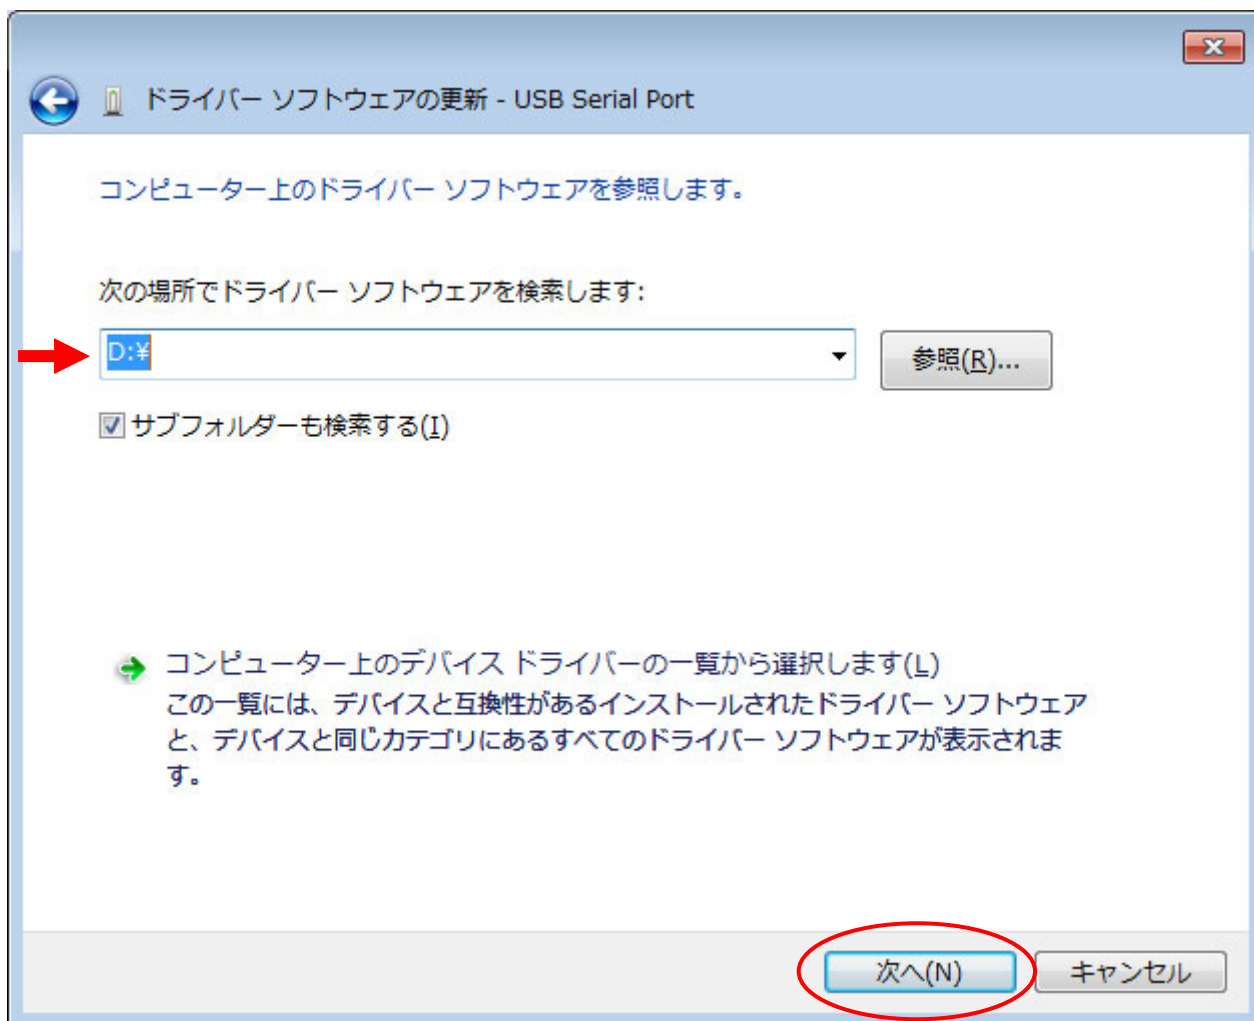 ドライバー ソフトウェアの更新 - USB Serial Port
コンピューター上のドライバー ソフトウェアを参照します。
次の場所でドライバー ソフトウェアを検索します:
D:¥
参照(R)...
サブフォルダーも検索する(I)
コンピューター上のデバイス ドライバーの一覧から選択します(L)
この一覧には、デバイスと互換性があるインストールされたドライバー ソフトウェア
と、デバイスと同じカテゴリにあるすべてのドライバー ソフトウェアが表示されま
す。
次へ(N)
キャンセル